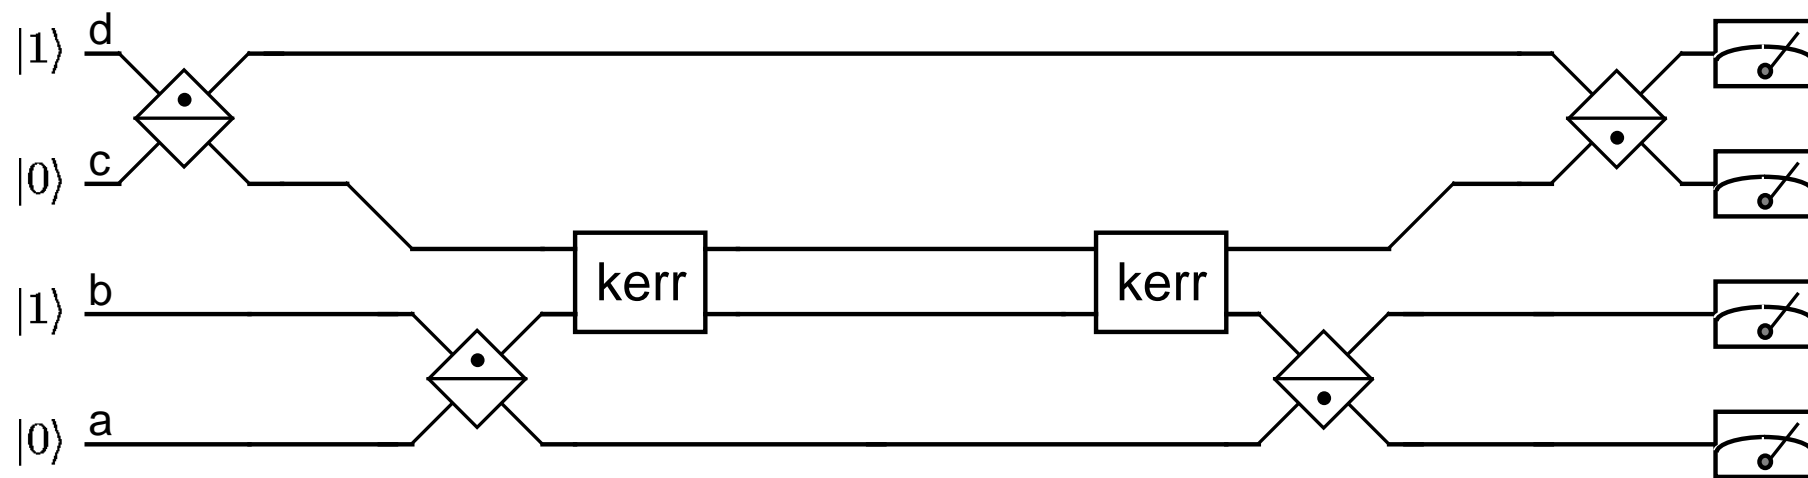 |1⟩ d
|0⟩ c
kerr kerr
|1⟩ b
|0⟩ a